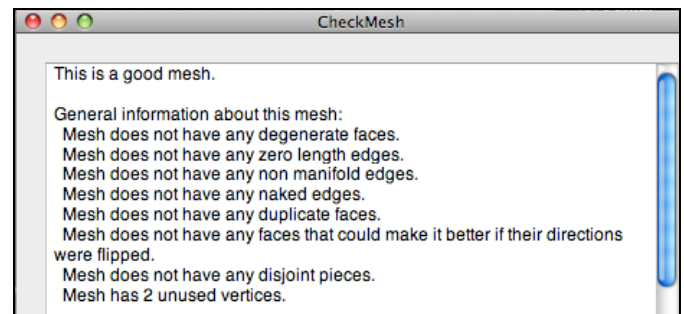 CheckMesh
This is a good mesh.
General information about this mesh:
Mesh does not have any degenerate faces.
Mesh does not have any zero length edges.
Mesh does not have any non manifold edges.
Mesh does not have any naked edges.
Mesh does not have any duplicate faces.
Mesh does not have any faces that could make it better if their directions
were flipped.
Mesh does not have any disjoint pieces.
Mesh has 2 unused vertices.